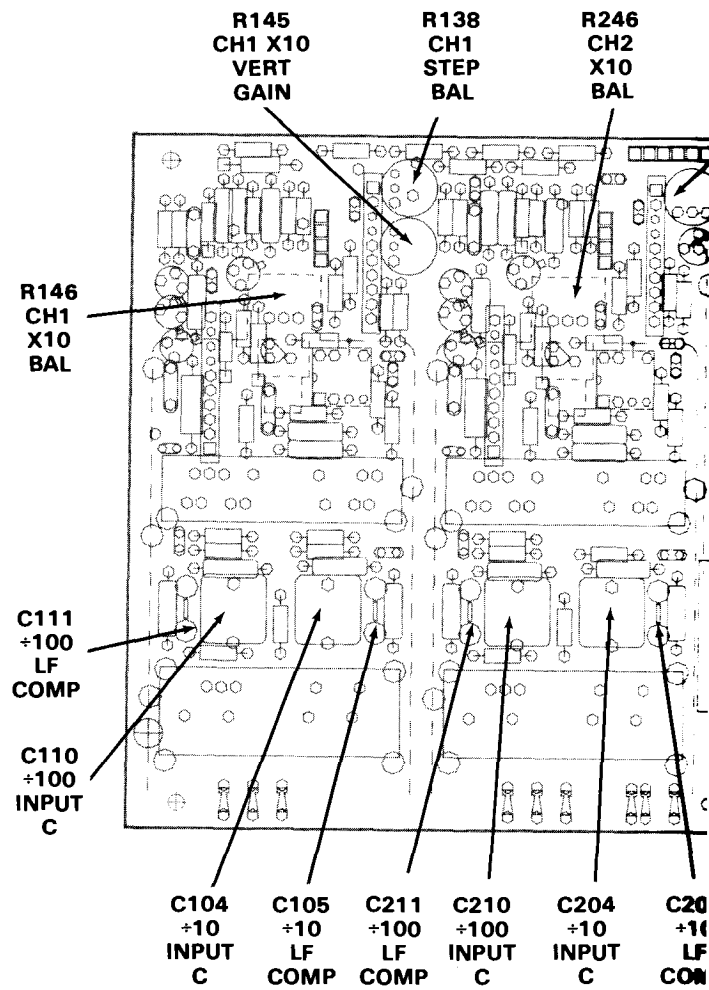 R145
CH1 X10
VERT
GAIN
R138
CH1
STEP
BAL
R246
CH2
X10
BAL
R146
CH1
X10
BAL
C111
÷100
LF
COMP
C110
÷100
INPUT
C
C104
÷10
INPUT
C
C105
÷10
LF
COMP
C211
÷100
LF
COMP
C210
÷100
INPUT
C
C204
÷10
INPUT
C
LF